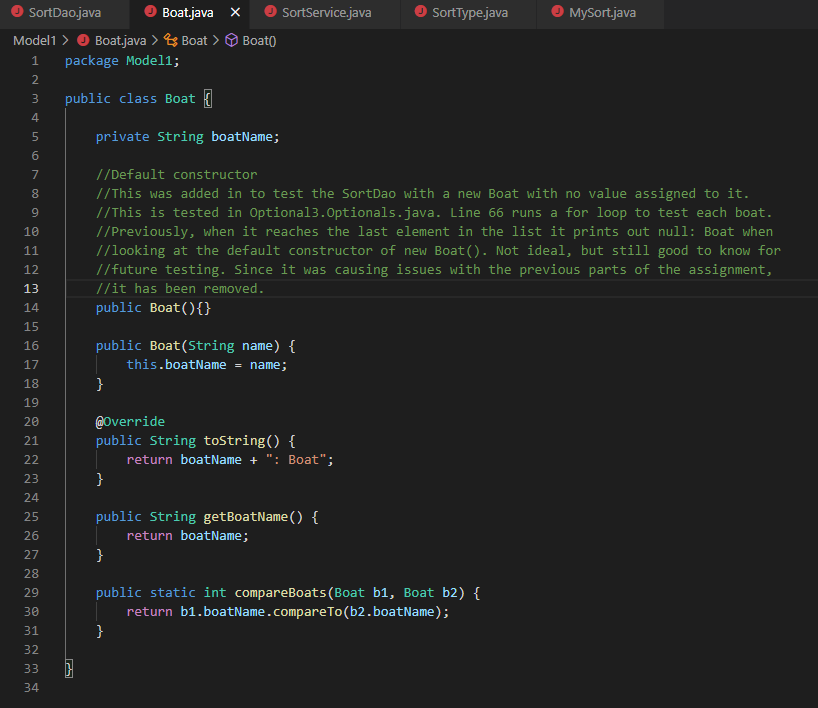 SortDao.java Boat.java × SortService.java SortType.java MySort.java
Model1 > Boat.java > Boat > Boat()
1 package Model1;
2
3 public class Boat {
4
5 private String boatName;
6
7 //Default constructor
8 //This was added in to test the SortDao with a new Boat with no value assigned to it.
9 //This is tested in Optional3.Optionals.java. Line 66 runs a for loop to test each boat.
10 //Previously, when it reaches the last element in the list it prints out null: Boat when
11 //looking at the default constructor of new Boat(). Not ideal, but still good to know for
12 //future testing. Since it was causing issues with the previous parts of the assignment,
13 //it has been removed.
14 public Boat(){}
15
16 public Boat(String name) {
17 this.boatName = name;
18 }
19
20 @Override
21 public String toString() {
22 return boatName + ": Boat";
23 }
24
25 public String getBoatName() {
26 return boatName;
27 }
28
29 public static int compareBoats(Boat b1, Boat b2) {
30 return b1.boatName.compareTo(b2.boatName);
31 }
32
33 }
34